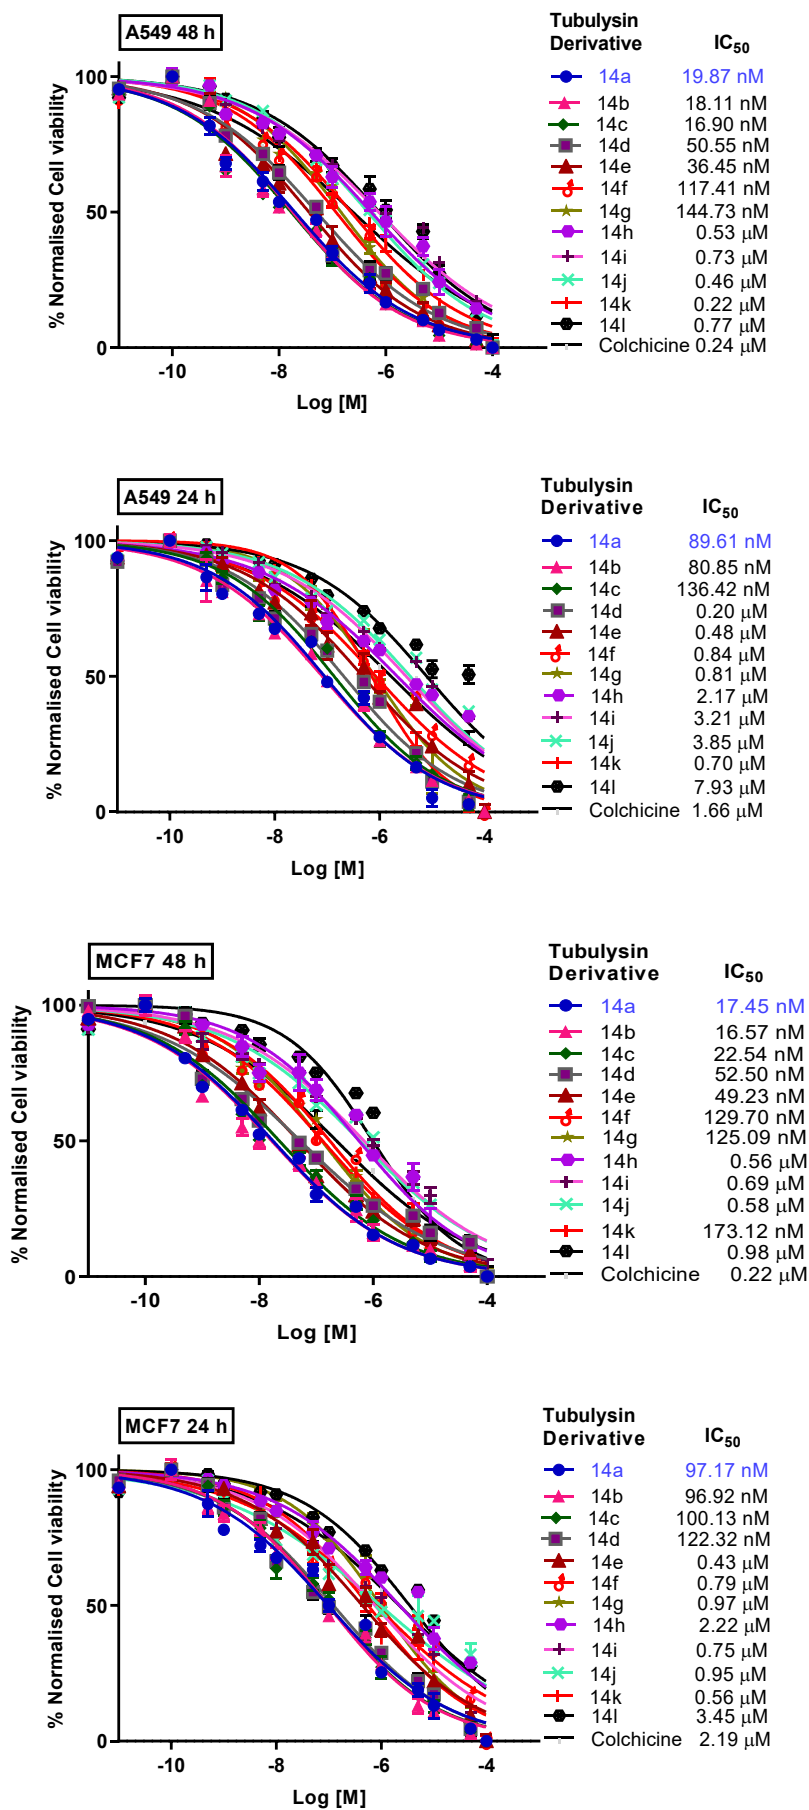 A549 48 h
Tubulysin
Derivative IC50
14a 19.87 nM
14b 18.11 nM
14c 16.90 nM
14d 50.55 nM
14e 36.45 nM
14f 117.41 nM
14g 144.73 nM
14h 0.53 μM
14i 0.73 μM
14j 0.46 μM
14k 0.22 μM
14l 0.77 μM
Colchicine 0.24 μM
% Normalised Cell viability
100
50
0
-10 -8 -6 -4
Log [M]
A549 24 h
Tubulysin
Derivative IC50
14a 89.61 nM
14b 80.85 nM
14c 136.42 nM
14d 0.20 μM
14e 0.48 μM
14f 0.84 μM
14g 0.81 μM
14h 2.17 μM
14i 3.21 μM
14j 3.85 μM
14k 0.70 μM
14l 7.93 μM
Colchicine 1.66 μM
% Normalised Cell viability
100
50
0
-10 -8 -6 -4
Log [M]
MCF7 48 h
Tubulysin
Derivative IC50
14a 17.45 nM
14b 16.57 nM
14c 22.54 nM
14d 52.50 nM
14e 49.23 nM
14f 129.70 nM
14g 125.09 nM
14h 0.56 μM
14i 0.69 μM
14j 0.58 μM
14k 173.12 nM
14l 0.98 μM
Colchicine 0.22 μM
% Normalised Cell viability
100
50
0
-10 -8 -6 -4
Log [M]
MCF7 24 h
Tubulysin
Derivative IC50
14a 97.17 nM
14b 96.92 nM
14c 100.13 nM
14d 122.32 nM
14e 0.43 μM
14f 0.79 μM
14g 0.97 μM
14h 2.22 μM
14i 0.75 μM
14j 0.95 μM
14k 0.56 μM
14l 3.45 μM
Colchicine 2.19 μM
% Normalised Cell viability
100
50
0
-10 -8 -6 -4
Log [M]